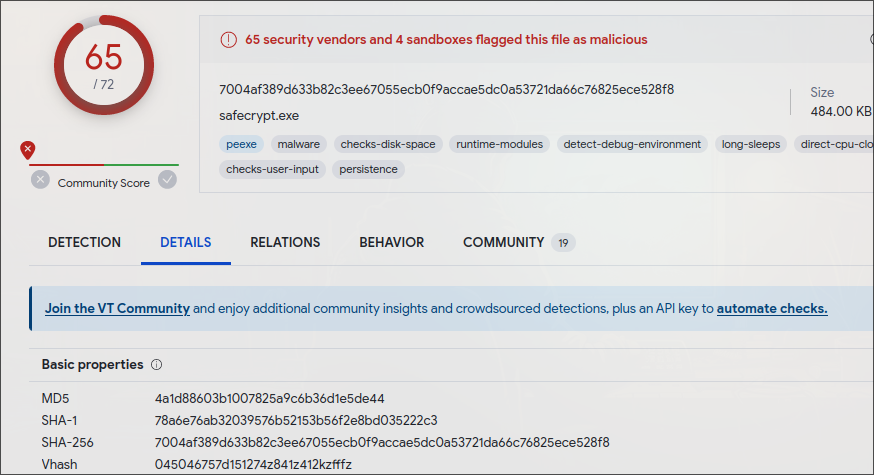 65
/ 72
Community Score
65 security vendors and 4 sandboxes flagged this file as malicious
7004af389d633b82c3ee67055ecb0f9accae5dc0a53721da66c76825ece528f8
safecrypt.exe
Size
484.00 KB
peexe malware checks-disk-space runtime-modules detect-debug-environment long-sleeps direct-cpu-clo
checks-user-input persistence
DETECTION DETAILS RELATIONS BEHAVIOR COMMUNITY 19
Join the VT Community and enjoy additional community insights and crowdsourced detections, plus an API key to automate checks.
Basic properties
MD5 4a1d88603b1007825a9c6b36d1e5de44
SHA-1 78a6e76ab32039576b52153b56f2e8bd035222c3
SHA-256 7004af389d633b82c3ee67055ecb0f9accae5dc0a53721da66c76825ece528f8
Vhash 045046757d151274z841z412kzfffz